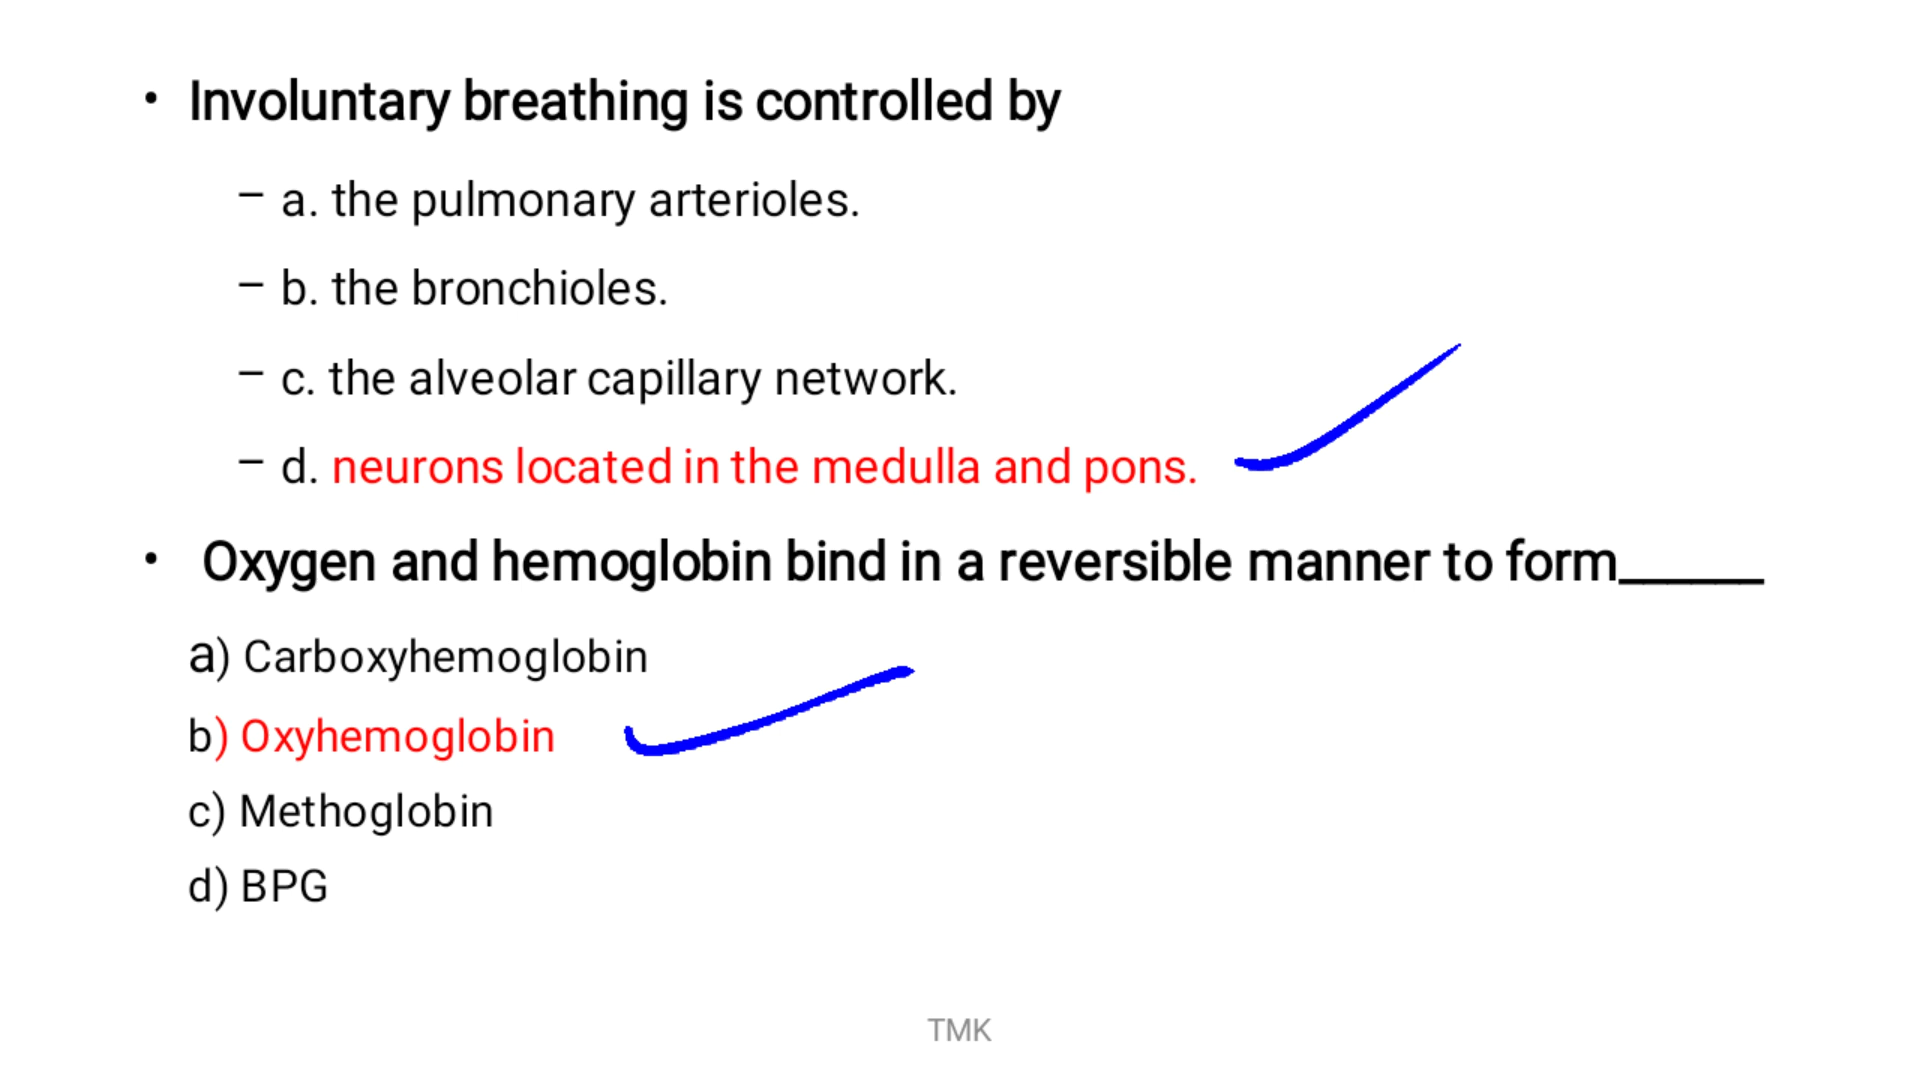 • Involuntary breathing is controlled by
– a. the pulmonary arterioles.
– b. the bronchioles.
– c. the alveolar capillary network.
– d. neurons located in the medulla and pons.
• Oxygen and hemoglobin bind in a reversible manner to form______
a) Carboxyhemoglobin
b) Oxyhemoglobin
c) Methoglobin
d) BPG
TMK